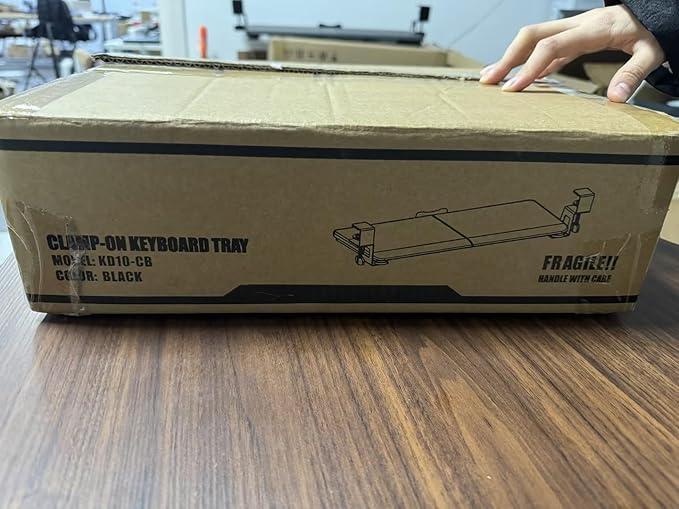 CLAMP-ON KEYBOARD TRAY
MODEL: KD10-CB
COLOR: BLACK
FRAGILE!!
HANDLE WITH CARE